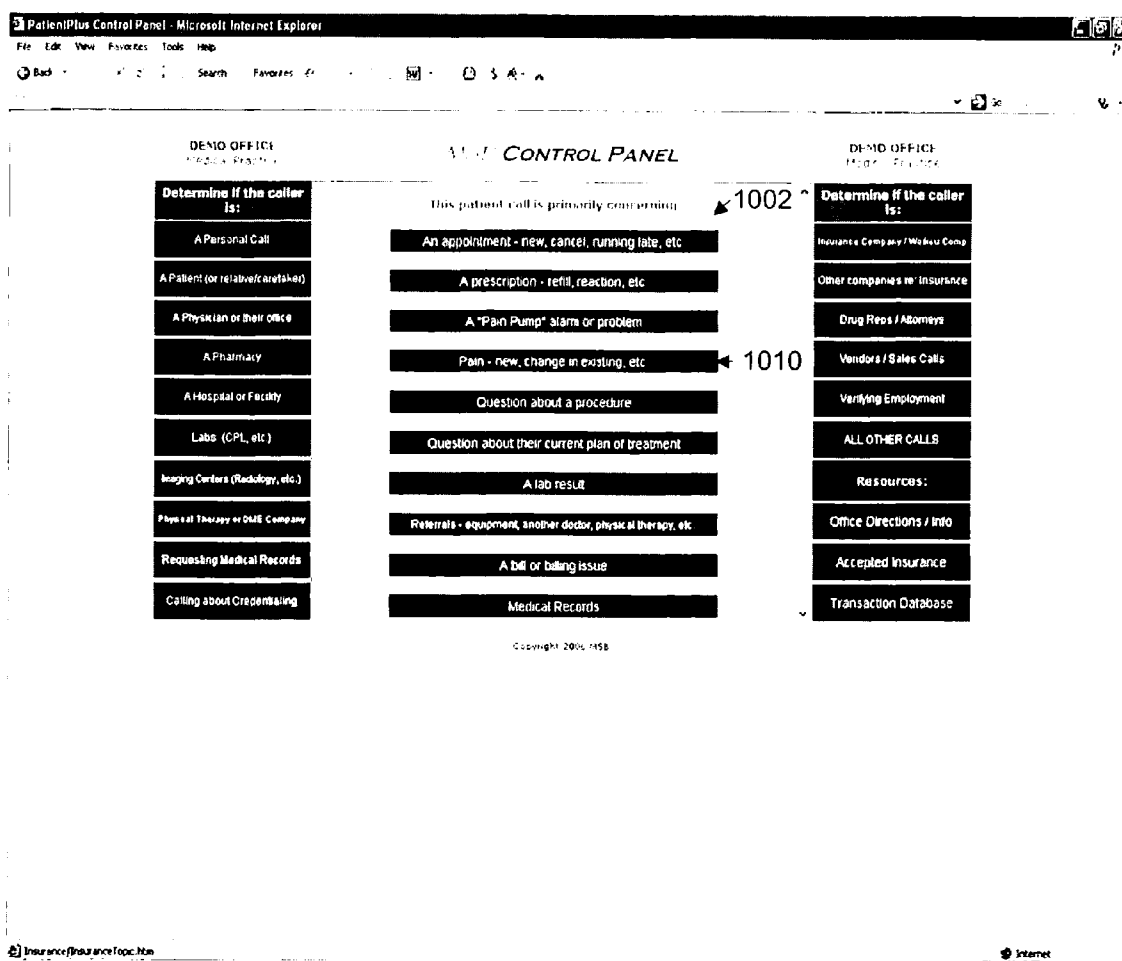 PatientPlus Control Panel - Microsoft Internet Explorer
File Edit View Favorites Tools Help
Back Search Favorites
DEMO OFFICE
Medical Practice
Determine if the caller
is:
A Personal Call
A Patient (or relative/caretaker)
A Physician or their office
A Pharmacy
A Hospital or Facility
Labs (CPL, etc.)
Imaging Centers (Radiology, etc.)
Physical Therapy or DME Company
Requesting Medical Records
Calling about Credentialing
CONTROL PANEL
This patient call is primarily concerning
1002
An appointment - new, cancel, running late, etc
A prescription - refill, reaction, etc
A "Pain Pump" alarm or problem
Pain - new, change in existing, etc
1010
Question about a procedure
Question about their current plan of treatment
A lab result
Referrals - equipment, another doctor, physical therapy, etc
A bill or billing issue
Medical Records
DEMO OFFICE
Medical Practice
Determine if the caller
is:
Insurance Company / Comp
Other companies re: Insurance
Drug Reps / Attorneys
Vendors / Sales Calls
Verifying Employment
ALL OTHER CALLS
Resources:
Office Directions / Info
Accepted Insurance
Transaction Database
Copyright 2006 MSB
Insurance/InsuranceTopic.htm
Internet